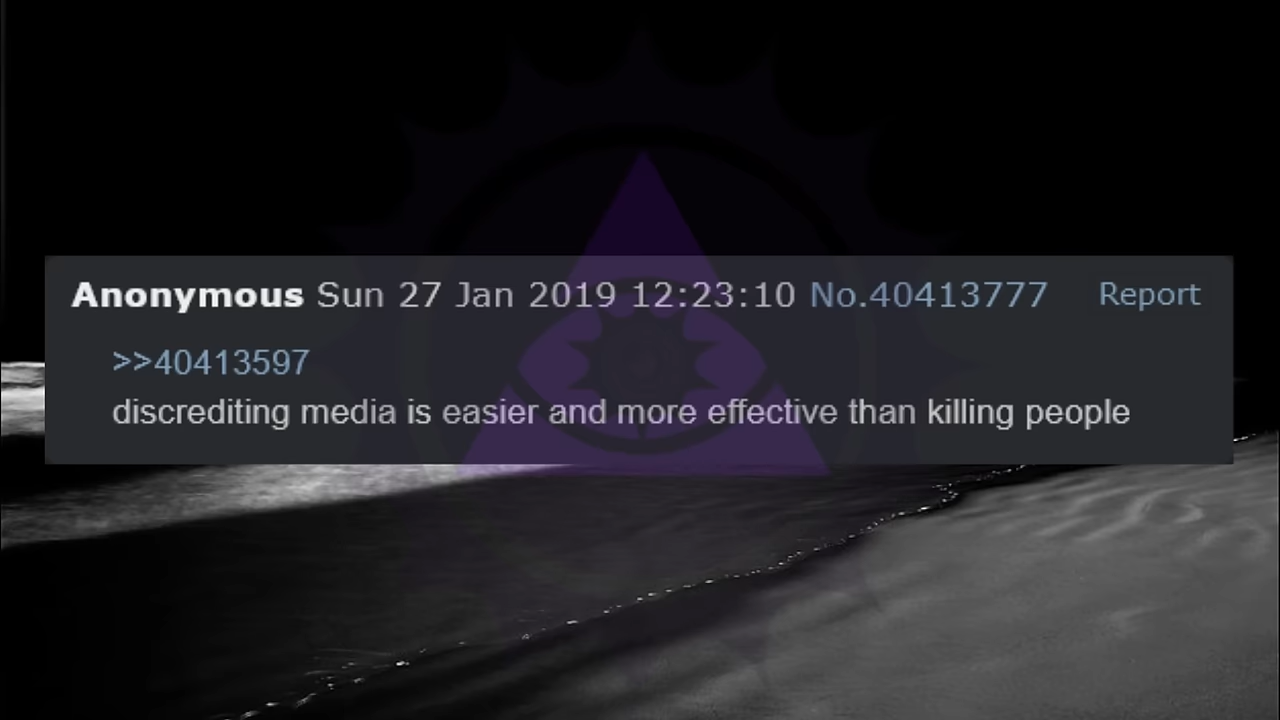 Anonymous Sun 27 Jan 2019 12:23:10 No.40413777 Report
>>40413597
discrediting media is easier and more effective than killing people